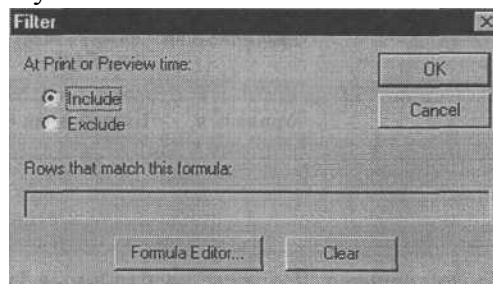 Filter
At Print or Preview time:
OK
Include
Cancel
Exclude
Rows that match this formula:
Formula Editor... Clear